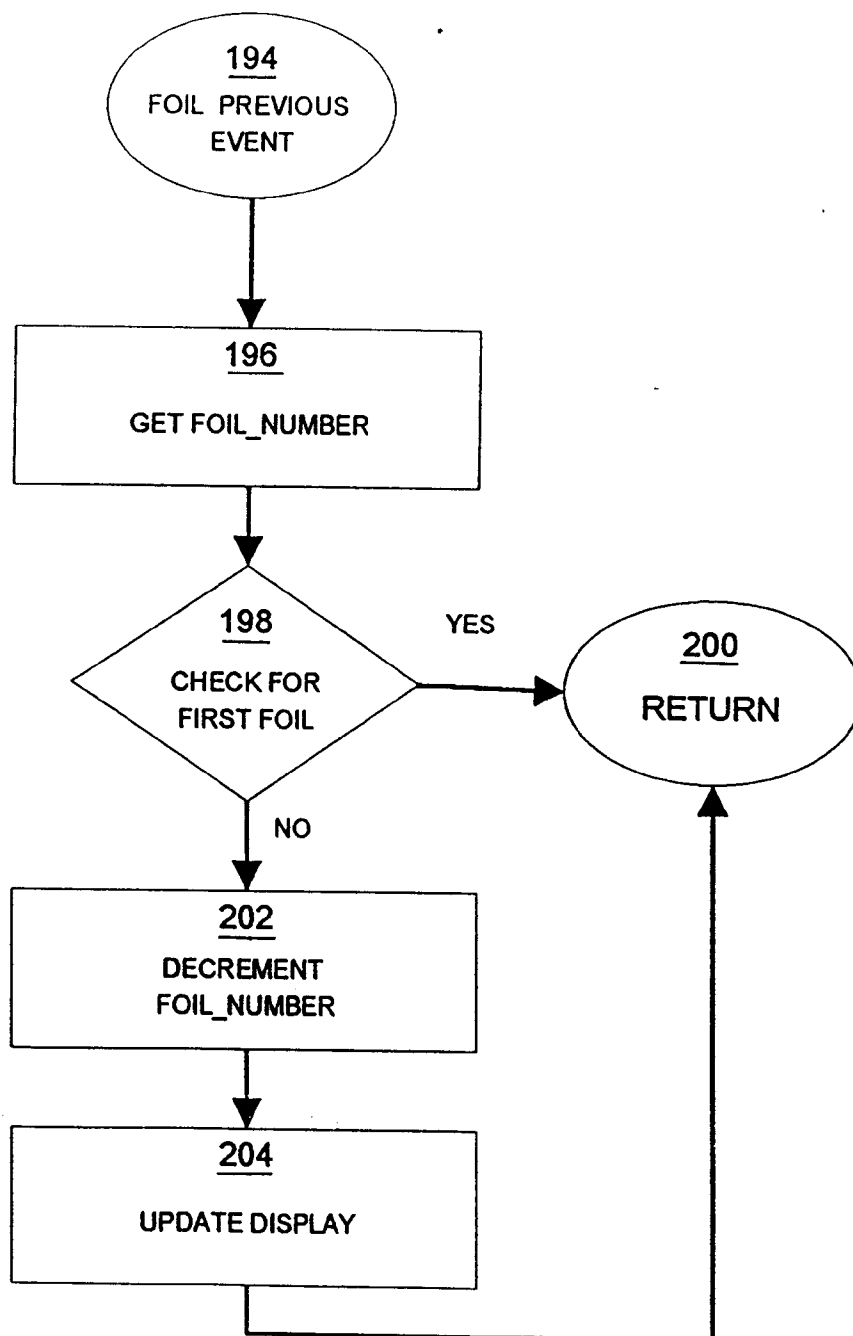 194
FOIL PREVIOUS
EVENT
196
GET FOIL_NUMBER
198
CHECK FOR
FIRST FOIL
YES
200
RETURN
NO
202
DECREMENT
FOIL_NUMBER
204
UPDATE DISPLAY